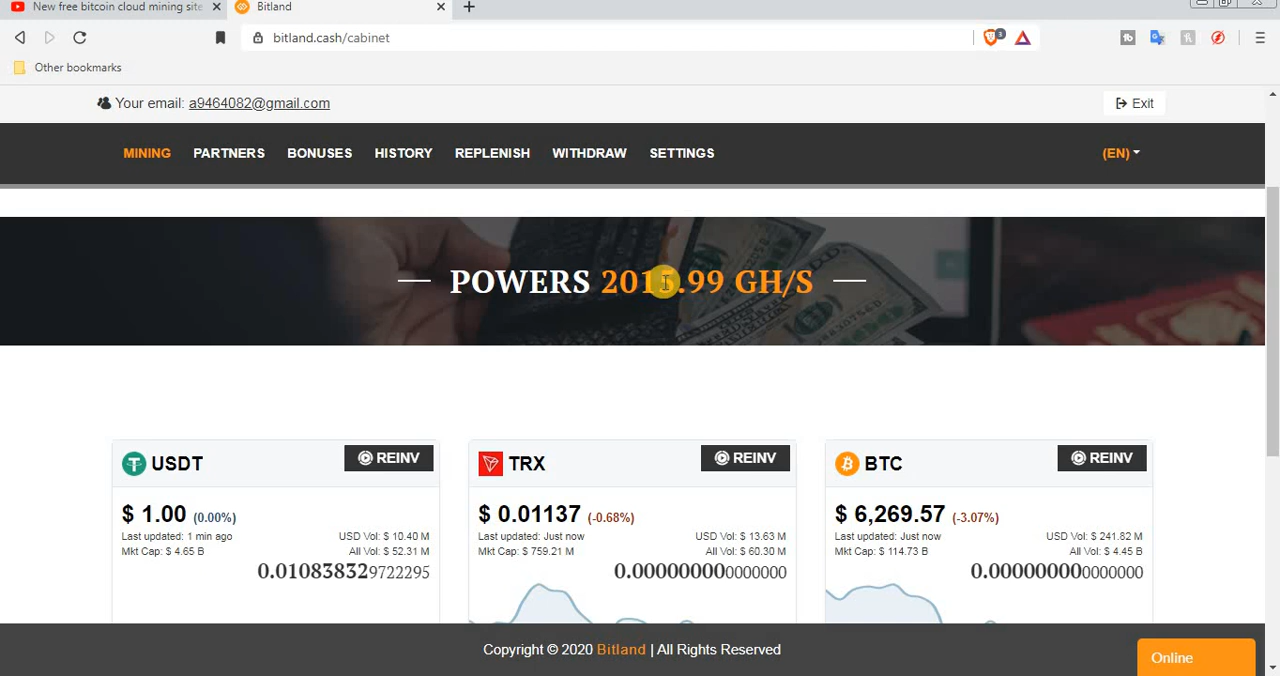 New free bitcoin cloud mining site
Bitland
bitland.cash/cabinet
3
Other bookmarks
Your email: a9464082@gmail.com
Exit
MINING PARTNERS BONUSES HISTORY REPLENISH WITHDRAW SETTINGS
(EN)
POWERS 2015.99 GH/S
USDT
REINV
$ 1.00 (0.00%)
Last updated: 1 min ago
USD Vol: $ 10.40 M
Mkt Cap: $ 4.65 B
All Vol: $ 52.31 M
0.010838329722295
TRX
REINV
$ 0.01137 (-0.68%)
Last updated: Just now
USD Vol: $ 13.63 M
Mkt Cap: $ 759.21 M
All Vol: $ 60.30 M
0.000000000000000
BTC
REINV
$ 6,269.57 (-3.07%)
Last updated: Just now
USD Vol: $ 241.82 M
Mkt Cap: $ 114.73 B
All Vol: $ 4.45 B
0.000000000000000
Copyright © 2020 Bitland | All Rights Reserved
Online